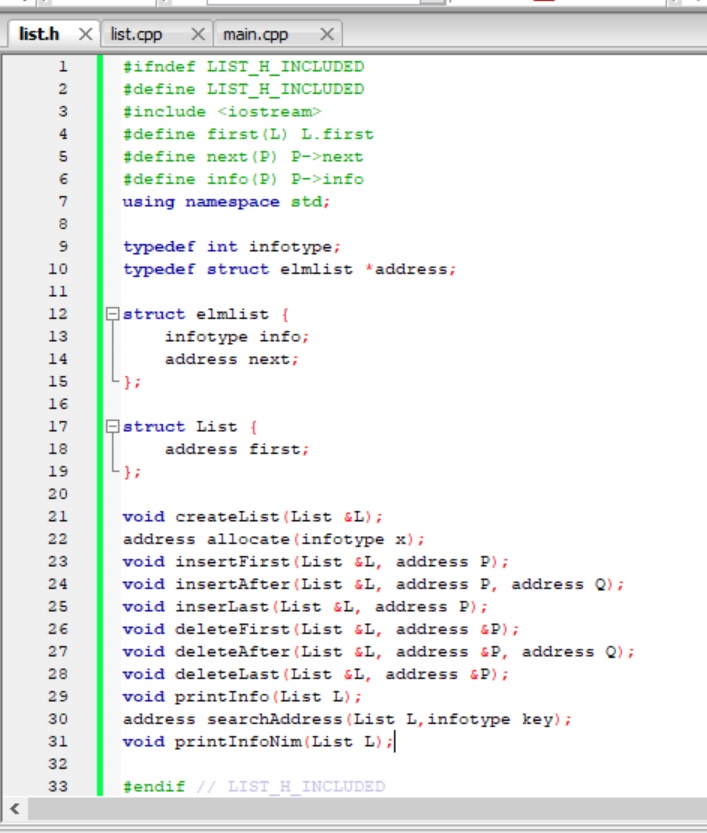 list.h list.cpp main.cpp
1 #ifndef LIST_H_INCLUDED
2 #define LIST_H_INCLUDED
3 #include <iostream>
4 #define first(L) L.first
5 #define next(P) P->next
6 #define info(P) P->info
7 using namespace std;
8
9 typedef int infotype;
10 typedef struct elmlist *address;
11
12 struct elmlist {
13 infotype info;
14 address next;
15 };
16
17 struct List {
18 address first;
19 };
20
21 void createList(List &L);
22 address allocate(infotype x);
23 void insertFirst(List &L, address P);
24 void insertAfter(List &L, address P, address Q);
25 void inserLast(List &L, address P);
26 void deleteFirst(List &L, address &P);
27 void deleteAfter(List &L, address &P, address Q);
28 void deleteLast(List &L, address &P);
29 void printInfo(List L);
30 address searchAddress(List L,infotype key);
31 void printInfoNim(List L);
32
33 #endif // LIST_H_INCLUDED